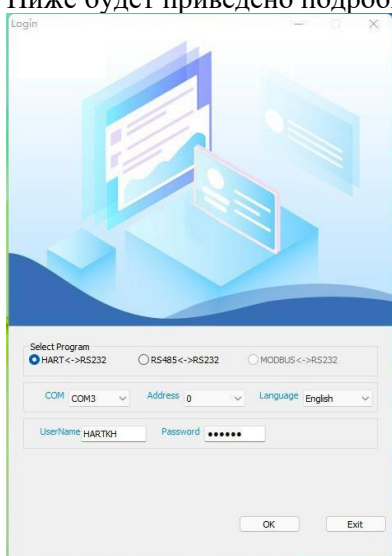 Ниже будет приведено
Login
Select Program
HART<->RS232 RS485<->RS232 MODBUS<->RS232
COM COM3 Address 0 Language English
UserName HARTKH Password ••••••
OK Exit